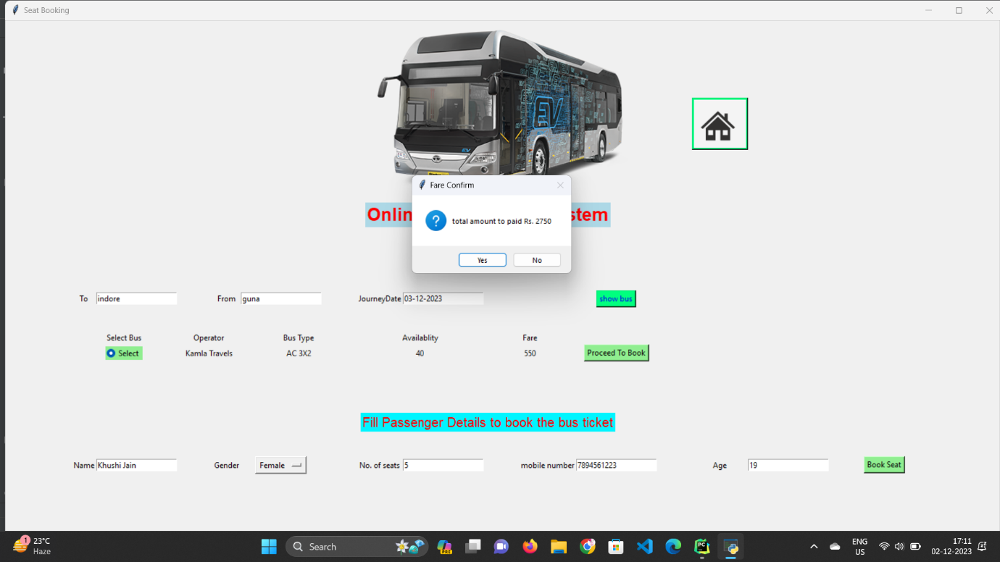 Seat Booking
EV
EV
Fare Confirm
total amount to paid Rs. 2750
Yes No
Onlin stem
To indore From guna JourneyDate 03-12-2023 show bus
Select Bus Operator Bus Type Availablity Fare
Select Kamla Travels AC 3X2 40 550 Proceed To Book
Fill Passenger Details to book the bus ticket
Name Khushi Jain Gender Female No. of seats 5 mobile number 7894561223 Age 19 Book Seat
1 23°C
Haze
Search
PRE
PC
ENG
US
17:11
02-12-2023